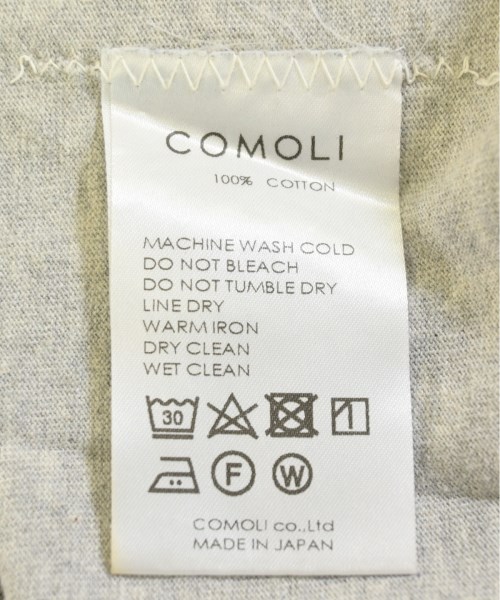 COMOLI
100% COTTON
MACHINE WASH COLD
DO NOT BLEACH
DO NOT TUMBLE DRY
LINE DRY
WARM IRON
DRY CLEAN
WET CLEAN
30
F W
COMOLI co.,Ltd
MADE IN JAPAN